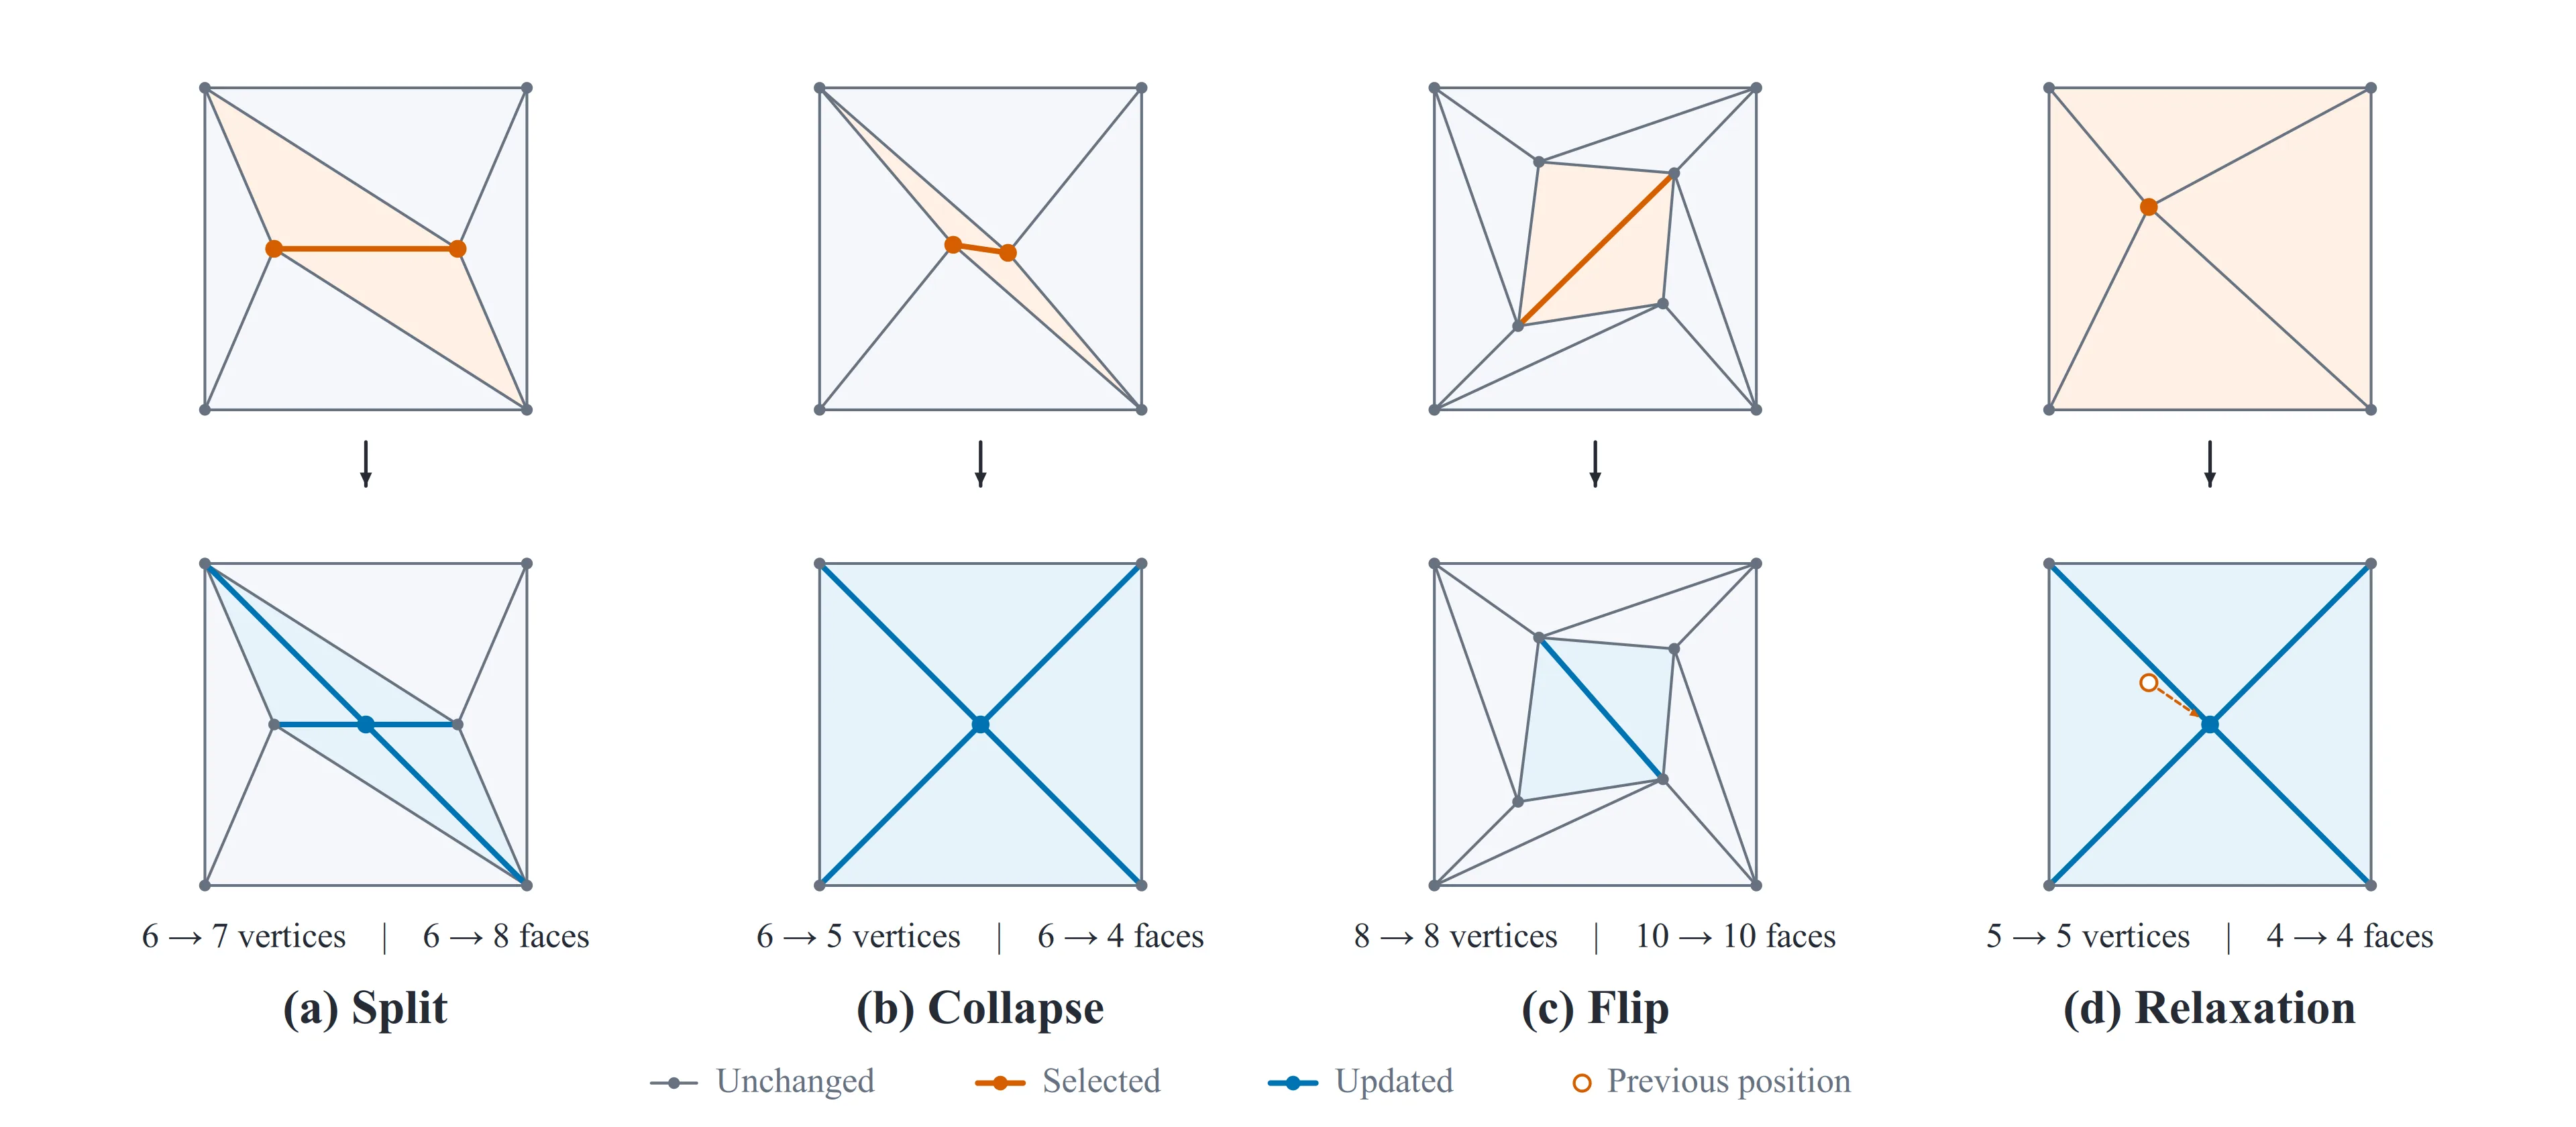 6 → 7 vertices | 6 → 8 faces
6 → 5 vertices | 6 → 4 faces
8 → 8 vertices | 10 → 10 faces
5 → 5 vertices | 4 → 4 faces
(a) Split
(b) Collapse
(c) Flip
(d) Relaxation
Unchanged
Selected
Updated
Previous position